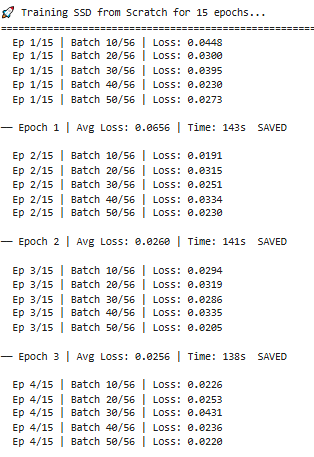 🚀 Training SSD from Scratch for 15 epochs...
============================================================
Ep 1/15 | Batch 10/56 | Loss: 0.0448
Ep 1/15 | Batch 20/56 | Loss: 0.0300
Ep 1/15 | Batch 30/56 | Loss: 0.0395
Ep 1/15 | Batch 40/56 | Loss: 0.0230
Ep 1/15 | Batch 50/56 | Loss: 0.0273
── Epoch 1 | Avg Loss: 0.0656 | Time: 143s  SAVED
Ep 2/15 | Batch 10/56 | Loss: 0.0191
Ep 2/15 | Batch 20/56 | Loss: 0.0315
Ep 2/15 | Batch 30/56 | Loss: 0.0251
Ep 2/15 | Batch 40/56 | Loss: 0.0334
Ep 2/15 | Batch 50/56 | Loss: 0.0230
── Epoch 2 | Avg Loss: 0.0260 | Time: 141s  SAVED
Ep 3/15 | Batch 10/56 | Loss: 0.0294
Ep 3/15 | Batch 20/56 | Loss: 0.0319
Ep 3/15 | Batch 30/56 | Loss: 0.0286
Ep 3/15 | Batch 40/56 | Loss: 0.0335
Ep 3/15 | Batch 50/56 | Loss: 0.0205
── Epoch 3 | Avg Loss: 0.0256 | Time: 138s  SAVED
Ep 4/15 | Batch 10/56 | Loss: 0.0226
Ep 4/15 | Batch 20/56 | Loss: 0.0253
Ep 4/15 | Batch 30/56 | Loss: 0.0431
Ep 4/15 | Batch 40/56 | Loss: 0.0236
Ep 4/15 | Batch 50/56 | Loss: 0.0220